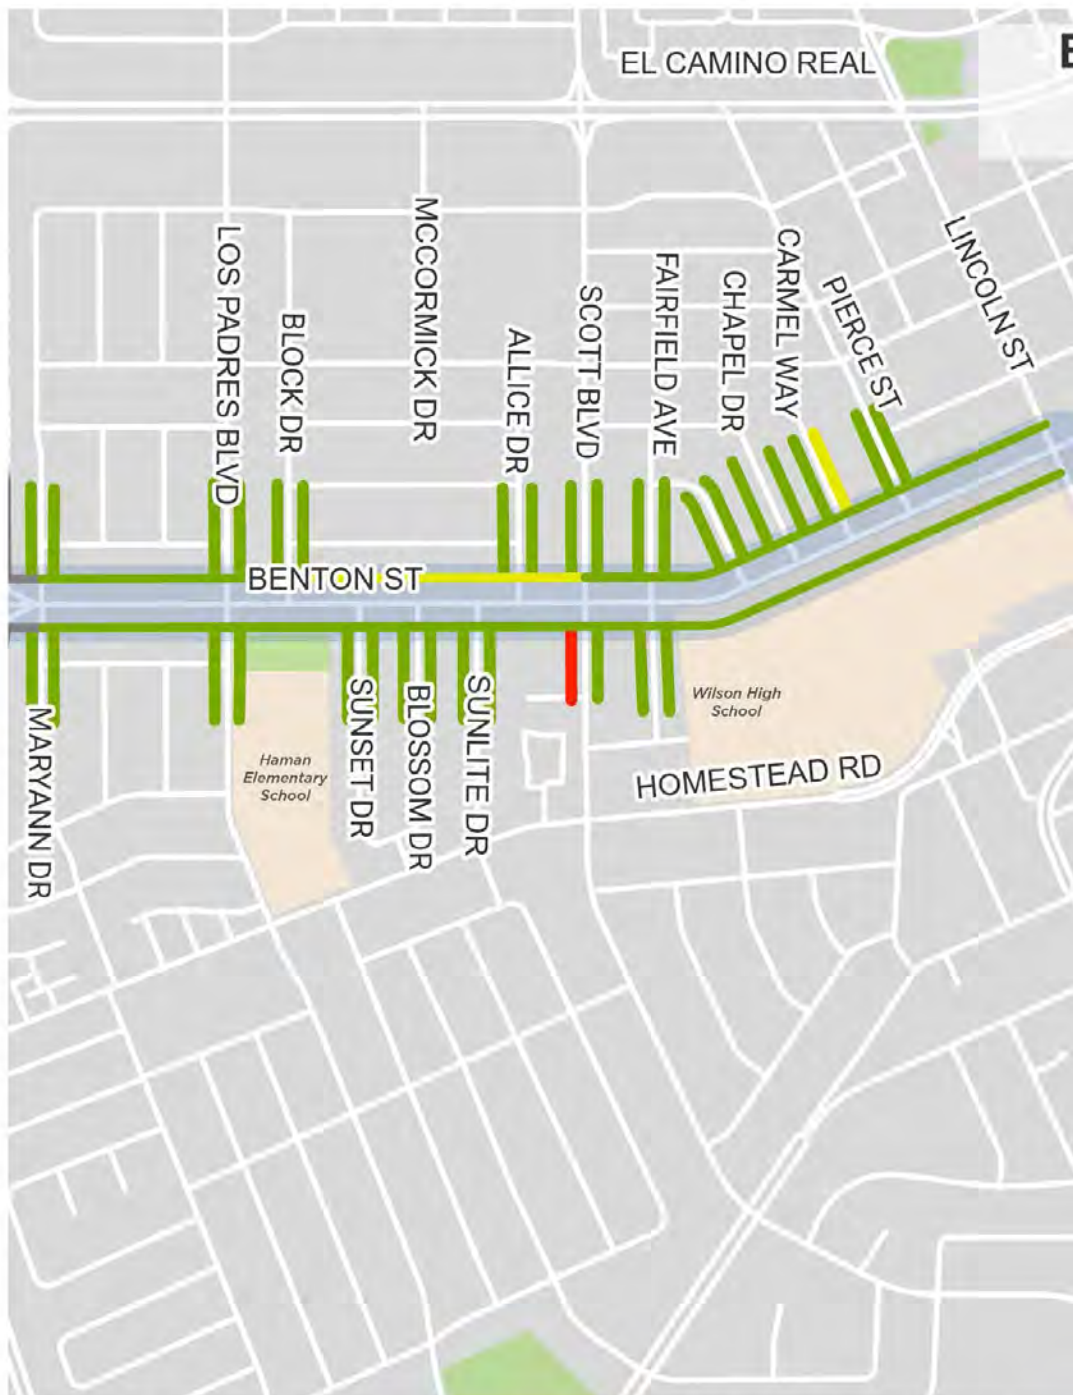 E
EL CAMINO REAL
LINCOLN ST
PIERCE ST
CARMEL WAY
CHAPEL DR
FAIRFIELD AVE
SCOTT BLVD
ALLICE DR
MCCORMICK DR
BLOCK DR
LOS PADRES BLVD
BENTON ST
MARYANN DR
Haman
Elementary
School
SUNSET DR
BLOSSOM DR
SUNLITE DR
Wilson High
School
HOMESTEAD RD